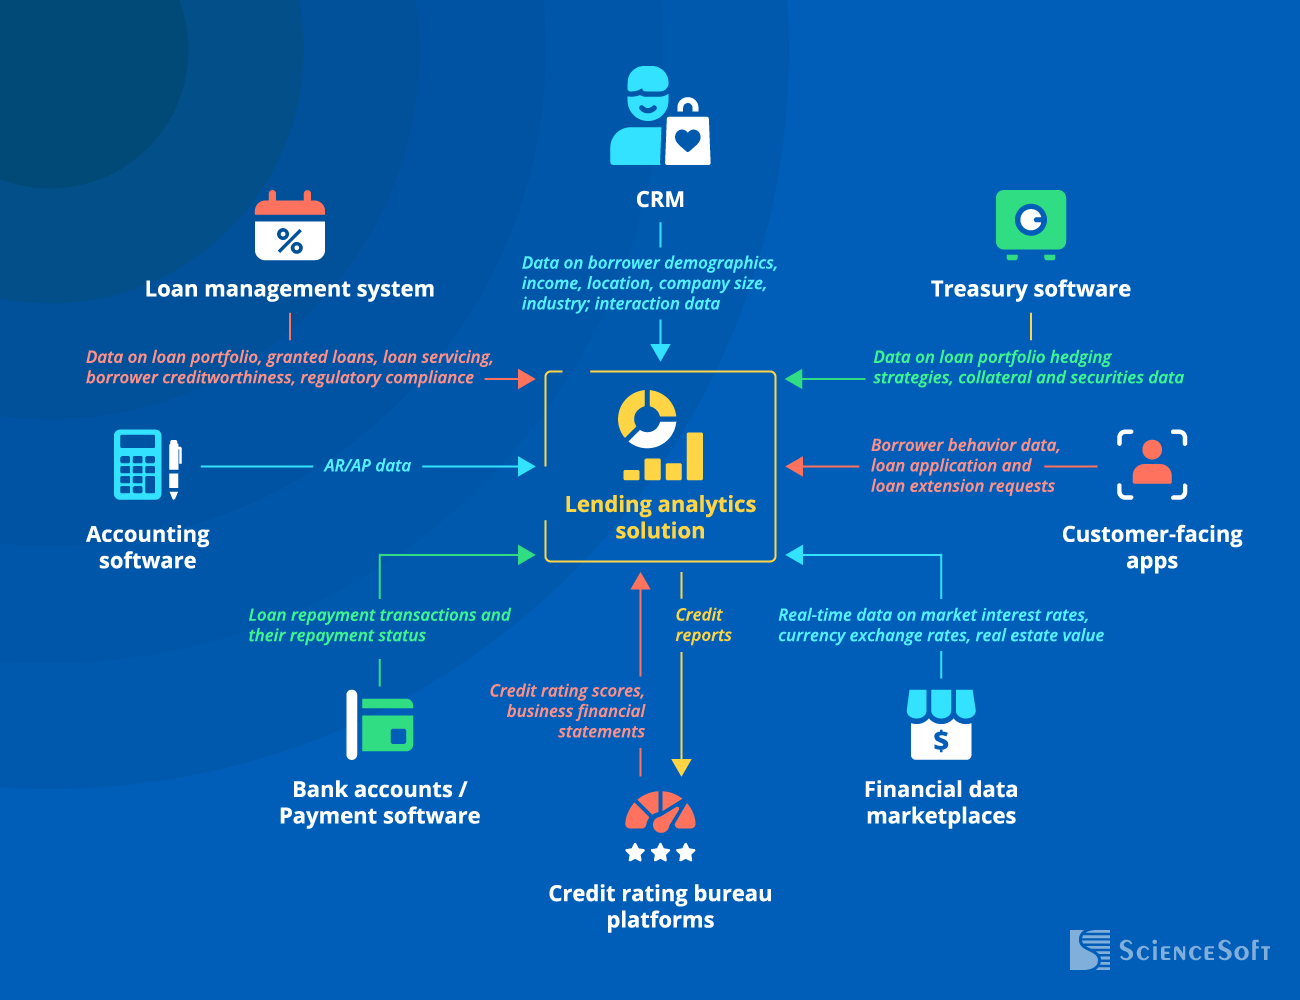 CRM
Data on borrower demographics,
income, location, company size,
industry; interaction data
%
Loan management system
Data on loan portfolio, granted loans, loan servicing,
borrower creditworthiness, regulatory compliance
Treasury software
Data on loan portfolio hedging
strategies, collateral and securities data
AR/AP data
Accounting
software
Lending analytics
solution
Borrower behavior data,
loan application and
loan extension requests
Customer-facing
apps
Loan repayment transactions and
their repayment status
Bank accounts /
Payment software
Credit rating scores,
business financial
statements
Credit
reports
Credit rating bureau
platforms
Real-time data on market interest rates,
currency exchange rates, real estate value
$
Financial data
marketplaces
ScienceSoft